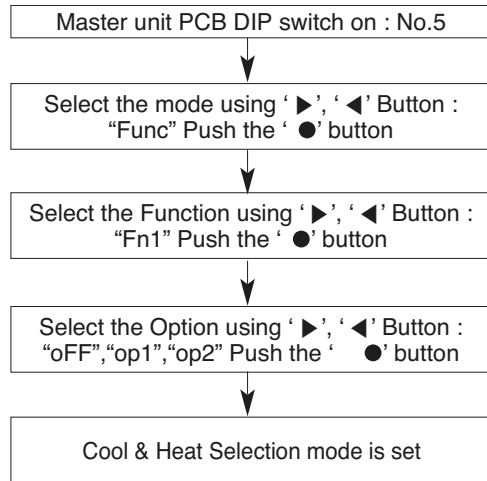 Master unit PCB DIP switch on : No.5
Select the mode using ‘ ▶’, ‘ ◀’ Button :
“Func” Push the ‘ ●’ button
Select the Function using ‘ ▶’, ‘ ◀’ Button :
“Fn1” Push the ‘ ●’ button
Select the Option using ‘ ▶’, ‘ ◀’ Button :
“oFF”,“op1”,“op2” Push the ‘ ●’ button
Cool & Heat Selection mode is set